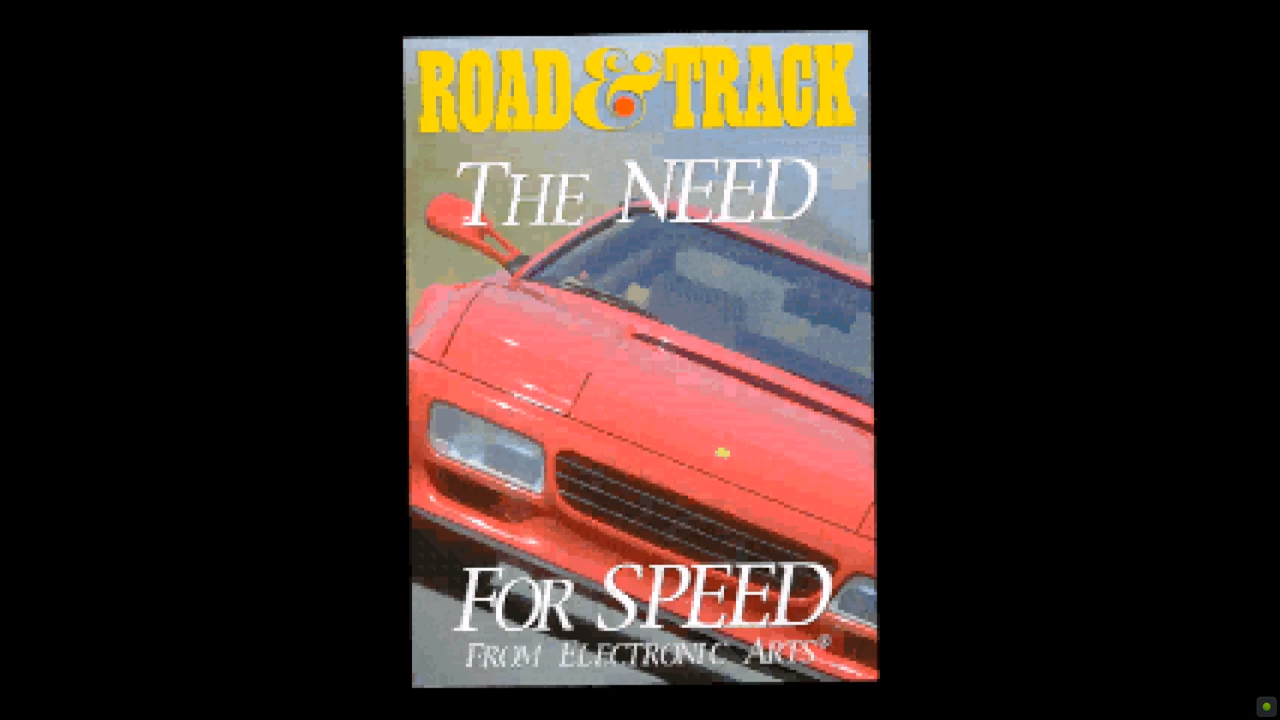 ROAD & TRACK
THE NEED
FOR SPEED
FROM ELECTRONIC ARTS®